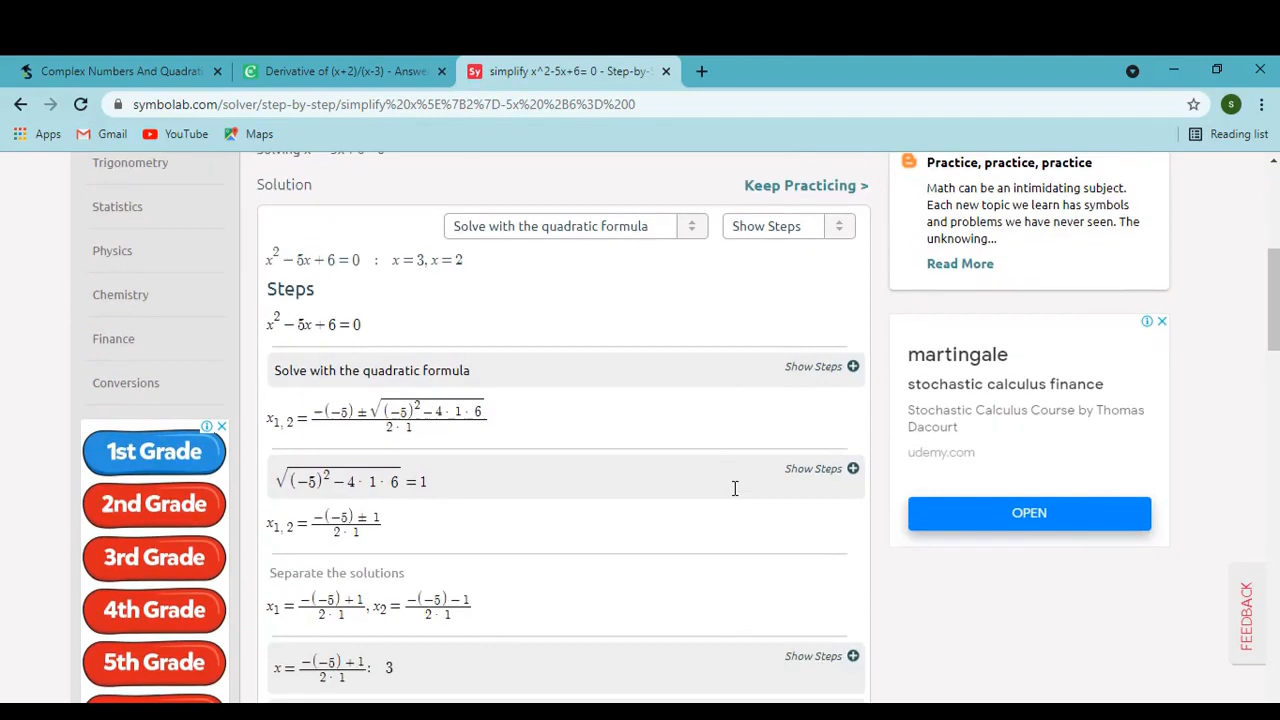 Complex Numbers And Quadrati
Derivative of (x+2)/(x-3) - Answe
Sy simplify x^2-5x+6= 0 - Step-by-S
symbolab.com/solver/step-by-step/simplify%20x%5E%7B2%7D-5x%20%2B6%3D%200
S
Apps
Gmail
YouTube
Maps
Reading list
Trigonometry
Statistics
Physics
Chemistry
Finance
Conversions
1st Grade
2nd Grade
3rd Grade
4th Grade
5th Grade
Solution
Keep Practicing >
Solve with the quadratic formula
Show Steps
x² − 5x + 6 = 0 : x = 3, x = 2
Steps
x² − 5x + 6 = 0
Solve with the quadratic formula
Show Steps
x₁, ₂ = (−(−5) ± √((−5)² − 4 · 1 · 6)) / (2 · 1)
√((−5)² − 4 · 1 · 6) = 1
Show Steps
x₁, ₂ = (−(−5) ± 1) / (2 · 1)
Separate the solutions
x₁ = (−(−5) + 1) / (2 · 1), x₂ = (−(−5) − 1) / (2 · 1)
x = (−(−5) + 1) / (2 · 1) : 3
Show Steps
Practice, practice, practice
Math can be an intimidating subject.
Each new topic we learn has symbols
and problems we have never seen. The
unknowing...
Read More
martingale
stochastic calculus finance
Stochastic Calculus Course by Thomas
Dacourt
udemy.com
OPEN
FEEDBACK